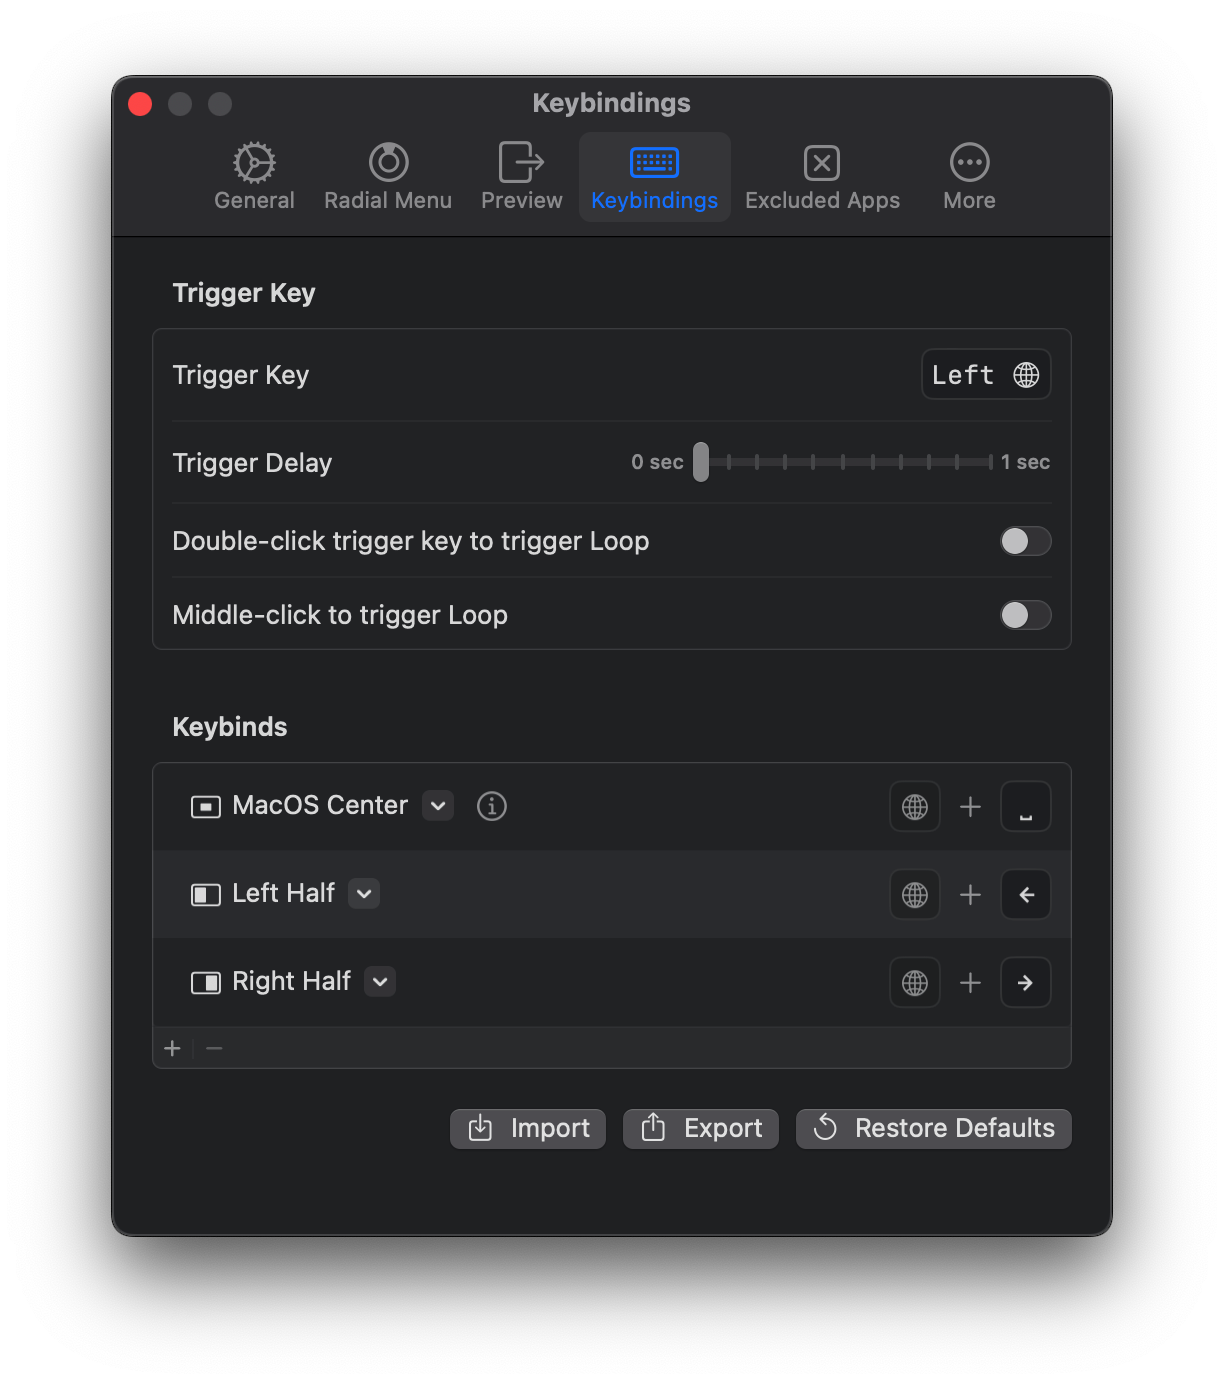 Keybindings
General Radial Menu Preview Keybindings Excluded Apps More
Trigger Key
Trigger Key Left
Trigger Delay 0 sec 1 sec
Double-click trigger key to trigger Loop
Middle-click to trigger Loop
Keybinds
MacOS Center + ␣
Left Half + ←
Right Half + →
+ −
Import Export Restore Defaults